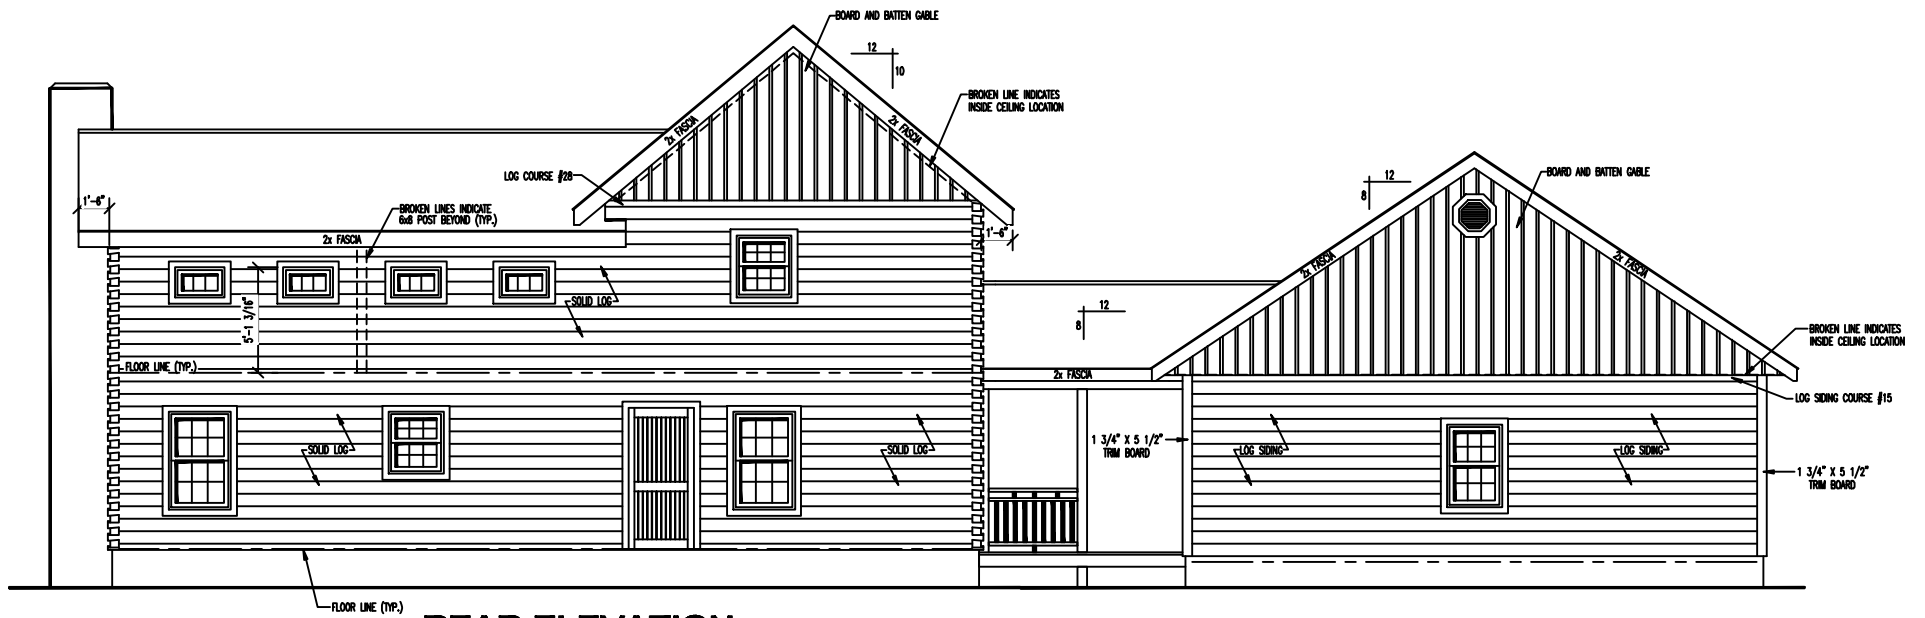 BOARD AND BATTEN GABLE
12
10
BROKEN LINE INDICATES
INSIDE CEILING LOCATION
2x FASCIA
2x FASCIA
LOG COURSE #28
12
8
BOARD AND BATTEN GABLE
1'-6"
BROKEN LINES INDICATE
6x8 POST BEYOND (TYP.)
2x FASCIA
1'-6"
2x FASCIA
2x FASCIA
SOLID LOG
5'-1 3/16"
12
8
BROKEN LINE INDICATES
INSIDE CEILING LOCATION
FLOOR LINE (TYP.)
2x FASCIA
LOG SIDING COURSE #15
SOLID LOG
SOLID LOG
1 3/4" X 5 1/2"
TRIM BOARD
LOG SIDING
LOG SIDING
1 3/4" X 5 1/2"
TRIM BOARD
FLOOR LINE (TYP.)
REAR ELEVATION